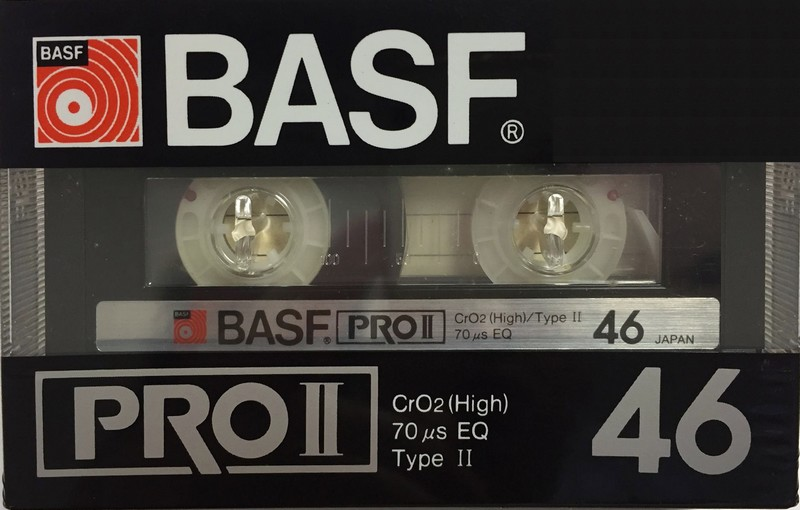 BASF
BASF®
BASF
BASF® PRO II
CrO2 (High)/Type II
70 µs EQ
46 JAPAN
PRO II
CrO2 (High)
70 µs EQ
Type II
46